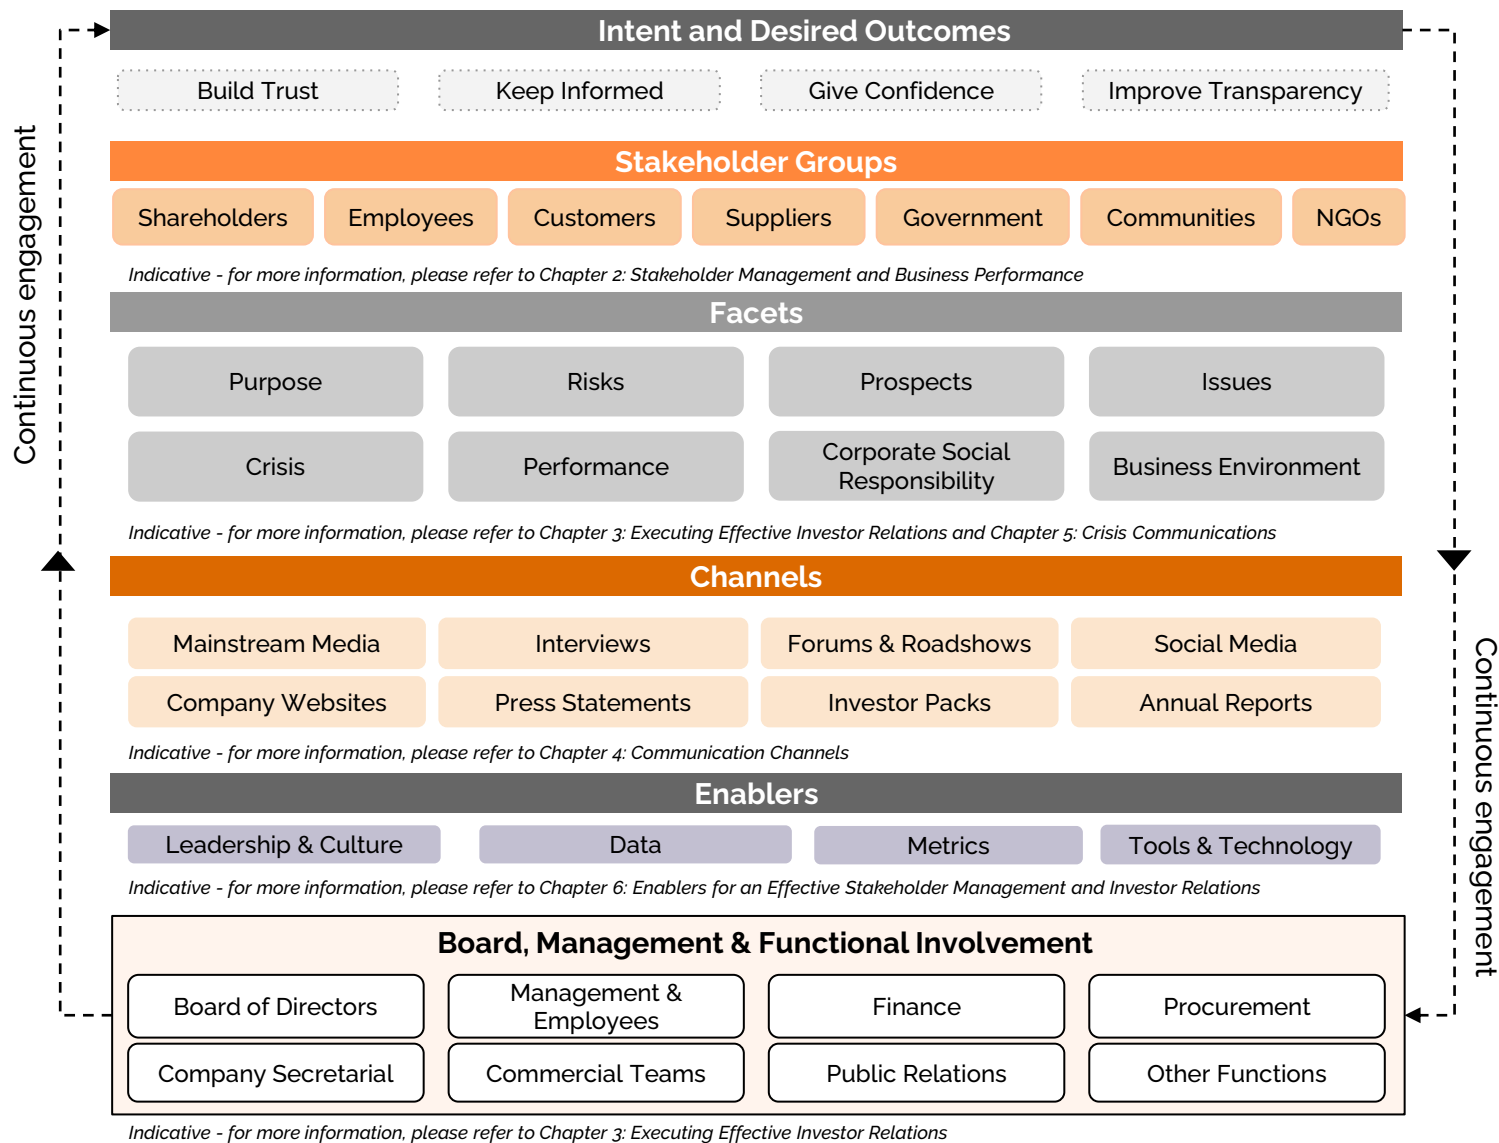 Intent and Desired Outcomes
Build Trust
Keep Informed
Give Confidence
Improve Transparency
Continuous engagement
Stakeholder Groups
Shareholders
Employees
Customers
Suppliers
Government
Communities
NGOs
Indicative - for more information, please refer to Chapter 2: Stakeholder Management and Business Performance
Facets
Purpose
Risks
Prospects
Issues
Crisis
Performance
Corporate Social
Responsibility
Business Environment
Indicative - for more information, please refer to Chapter 3: Executing Effective Investor Relations and Chapter 5: Crisis Communications
Channels
Mainstream Media
Interviews
Forums & Roadshows
Social Media
Company Websites
Press Statements
Investor Packs
Annual Reports
Indicative - for more information, please refer to Chapter 4: Communication Channels
Continuous engagement
Enablers
Leadership & Culture
Data
Metrics
Tools & Technology
Indicative - for more information, please refer to Chapter 6: Enablers for an Effective Stakeholder Management and Investor Relations
Board, Management & Functional Involvement
Board of Directors
Management &
Employees
Finance
Procurement
Company Secretarial
Commercial Teams
Public Relations
Other Functions
Indicative - for more information, please refer to Chapter 3: Executing Effective Investor Relations